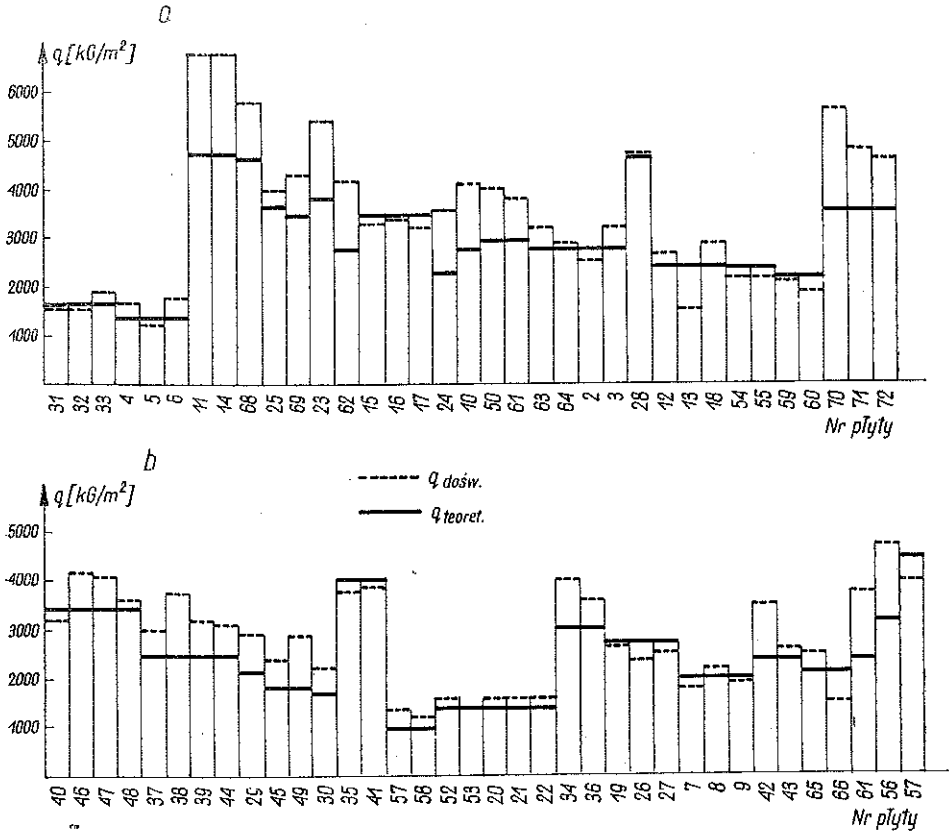 a
q [kG/m²]
6000
5000
4000
3000
2000
1000
31 32 33 4 5 6 11 14 68 25 69 23 62 15 16 17 24 10 50 61 63 64 2 3 28 12 13 18 54 55 59 60 70 71 72
Nr płyty
b
q [kG/m²]
q dośw.
q teoret.
5000
4000
3000
2000
1000
40 46 47 48 37 38 39 44 29 45 49 30 35 41 57 58 52 53 20 21 22 34 36 19 26 27 7 8 9 42 43 65 66 61 56 57
Nr płyty